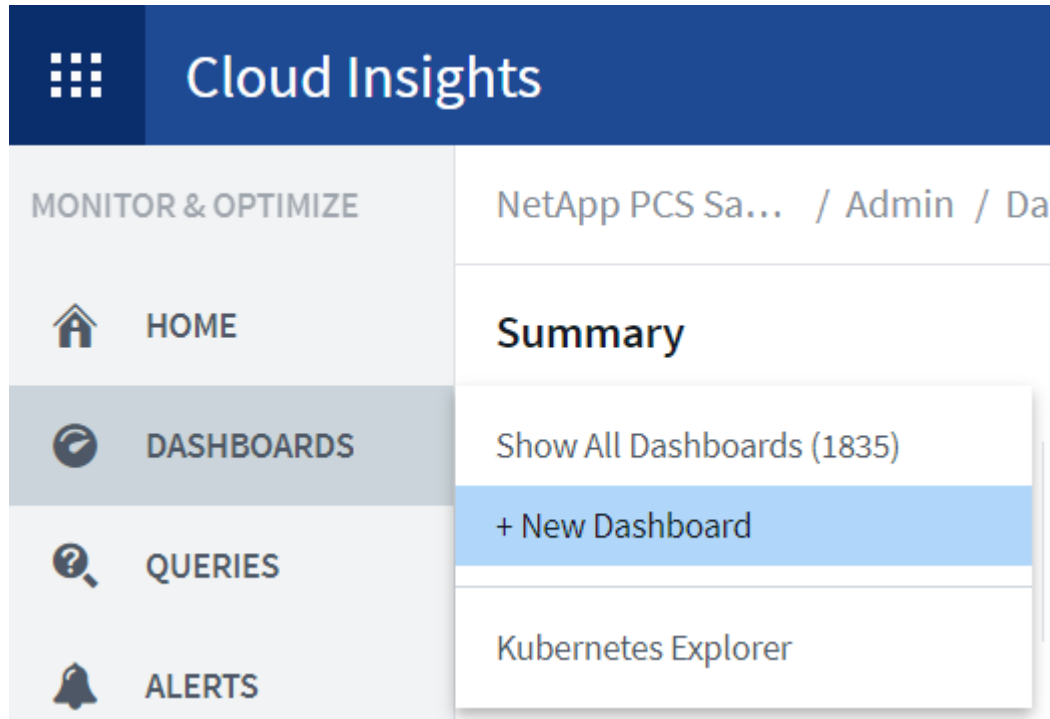 Cloud Insights
MONITOR & OPTIMIZE
NetApp PCS Sa... / Admin / Da
HOME
Summary
DASHBOARDS
Show All Dashboards (1835)
+ New Dashboard
QUERIES
Kubernetes Explorer
ALERTS